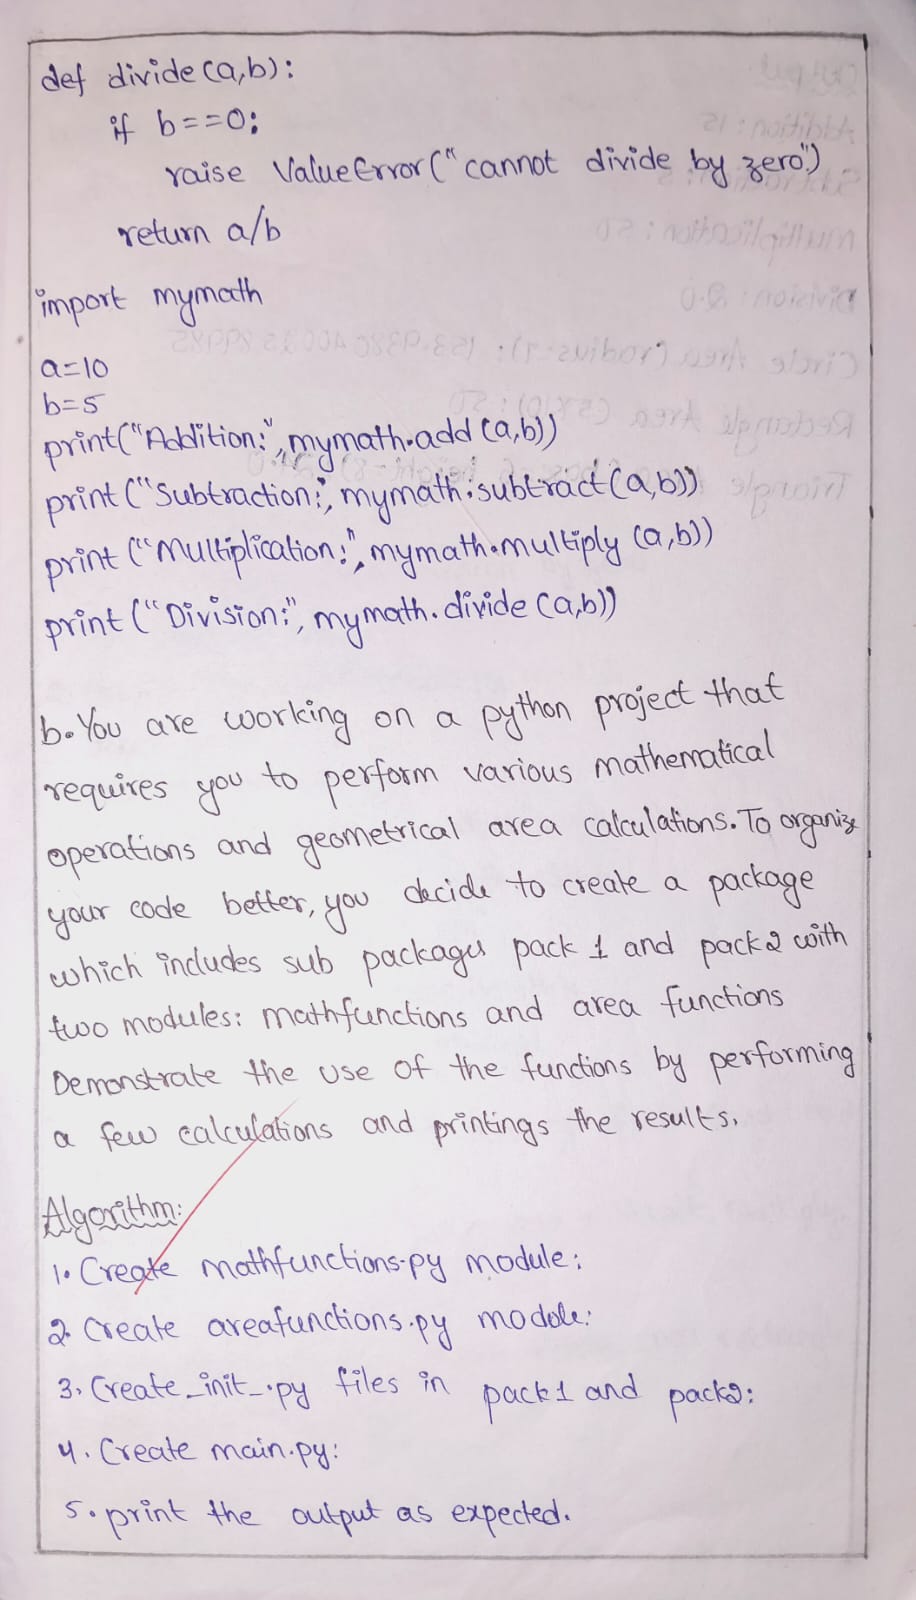 def divide(a,b):
if b==0:
raise ValueError("cannot divide by zero")
return a/b
import mymath
a=10
b=5
print("Addition:", mymath.add(a,b))
print("Subtraction:", mymath.subtract(a,b))
print("Multiplication:", mymath.multiply(a,b))
print("Division:", mymath.divide(a,b))
b. You are working on a python project that
requires you to perform various mathematical
operations and geometrical area calculations. To organize
your code better, you decide to create a package
which includes sub packages pack 1 and pack2 with
two modules: mathfunctions and area functions
Demonstrate the use of the functions by performing
a few calculations and printings the results.
Algorithm:
1. Create mathfunctions.py module:
2. Create areafunctions.py module:
3. Create _init_.py files in pack1 and pack2:
4. Create main.py:
5. print the output as expected.